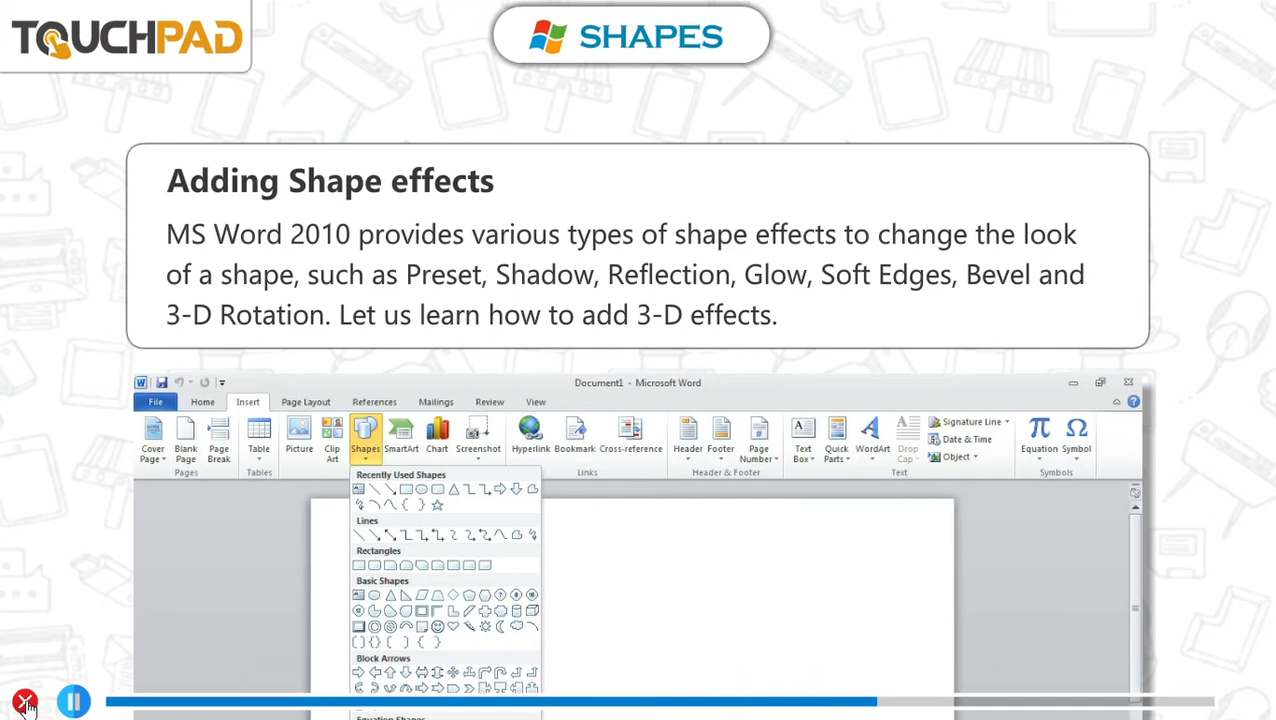 TOUCHPAD
SHAPES
Adding Shape effects
MS Word 2010 provides various types of shape effects to change the look
of a shape, such as Preset, Shadow, Reflection, Glow, Soft Edges, Bevel and
3-D Rotation. Let us learn how to add 3-D effects.
Document1 - Microsoft Word
File Home Insert Page Layout References Mailings Review View
Cover Page
Blank Page
Page Break
Table
Picture
Clip Art
Shapes
SmartArt
Chart
Screenshot
Hyperlink
Bookmark
Cross-reference
Header
Footer
Page Number
Text Box
Quick Parts
WordArt
Drop Cap
Signature Line
Date & Time
Object
Equation
Symbol
Pages Tables Links Header & Footer Text Symbols
Recently Used Shapes
Lines
Rectangles
Basic Shapes
Block Arrows
Equation Shapes